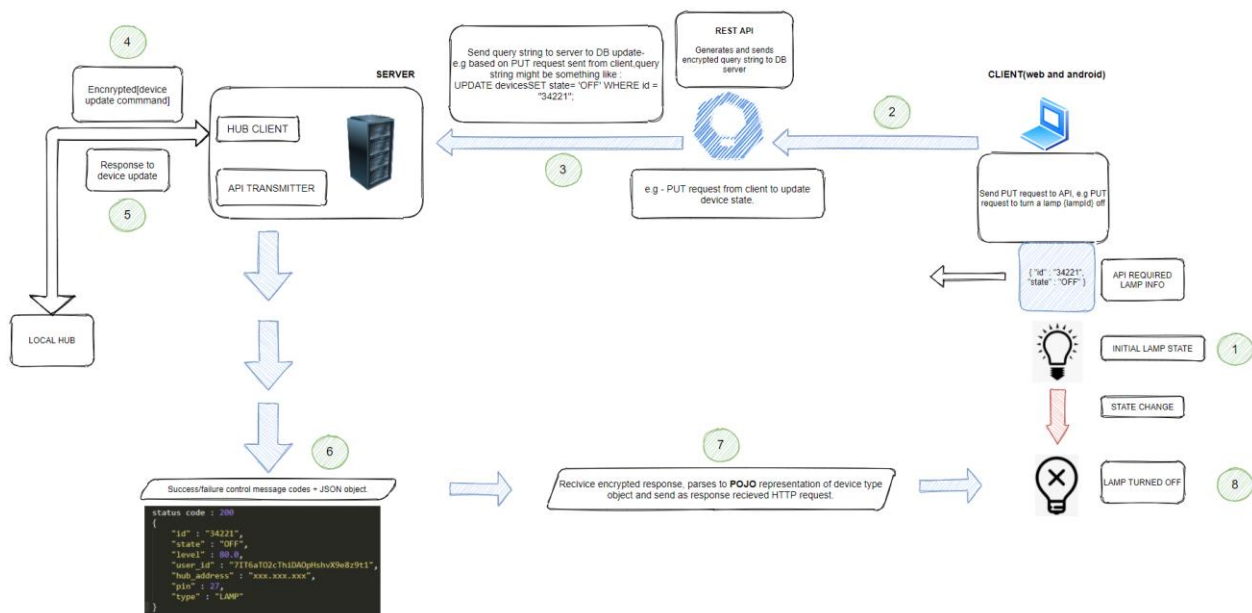 4
Encnrypted[device
update commmand]
SERVER
HUB CLIENT
API TRANSMITTER
Response to
device update
5
LOCAL HUB
Send query string to server to DB update-
e.g based on PUT request sent from client,query
string might be something like :
UPDATE devicesSET state= 'OFF' WHERE id =
"34221";
3
REST API
Generates and sends
encrypted query string to DB
server
e.g - PUT request from client to update
device state.
2
CLIENT(web and android)
Send PUT request to API, e.g PUT
request to turn a lamp {lampId} off
{ "id" : "34221",
"state" : "OFF" }
API REQUIRED
LAMP INFO
INITIAL LAMP STATE
1
STATE CHANGE
6
Success/failure control message codes + JSON object.
status code : 200
{
"id" : "34221",
"state" : "OFF",
"level" : 80.0,
"user_id" : "7IT6aTO2cThiDAOpHshvX9e8z9t1",
"hub_address" : "xxx.xxx.xxx",
"pin" : 27,
"type" : "LAMP"
}
7
Recivice encrypted response, parses to POJO representation of device type
object and send as response recieved HTTP request.
LAMP TURNED OFF
8